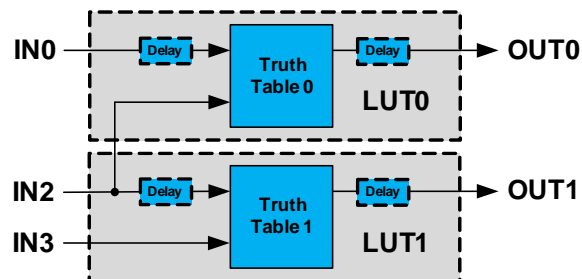 IN0
Delay
Truth
Table 0
Delay
OUT0
LUT0
IN2
Delay
Truth
Table 1
Delay
OUT1
IN3
LUT1